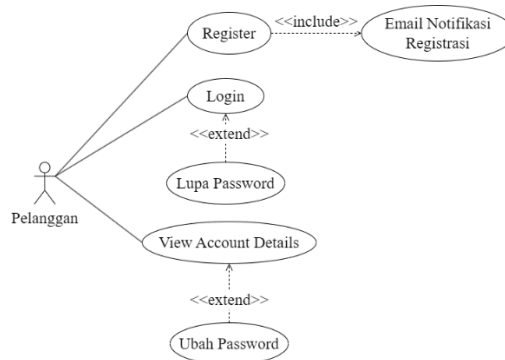 Register
<<include>>
Email Notifikasi
Registrasi
Login
<<extend>>
Lupa Password
Pelanggan
View Account Details
<<extend>>
Ubah Password